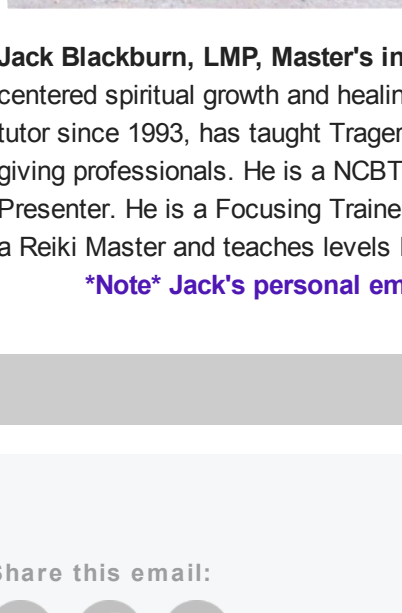 Jack Blackburn, LMP, Master's in
centered spiritual growth and healin
tutor since 1993, has taught Trager
giving professionals. He is a NCBT
Presenter. He is a Focusing Traine
a Reiki Master and teaches levels
*Note* Jack's personal em
Share this email: